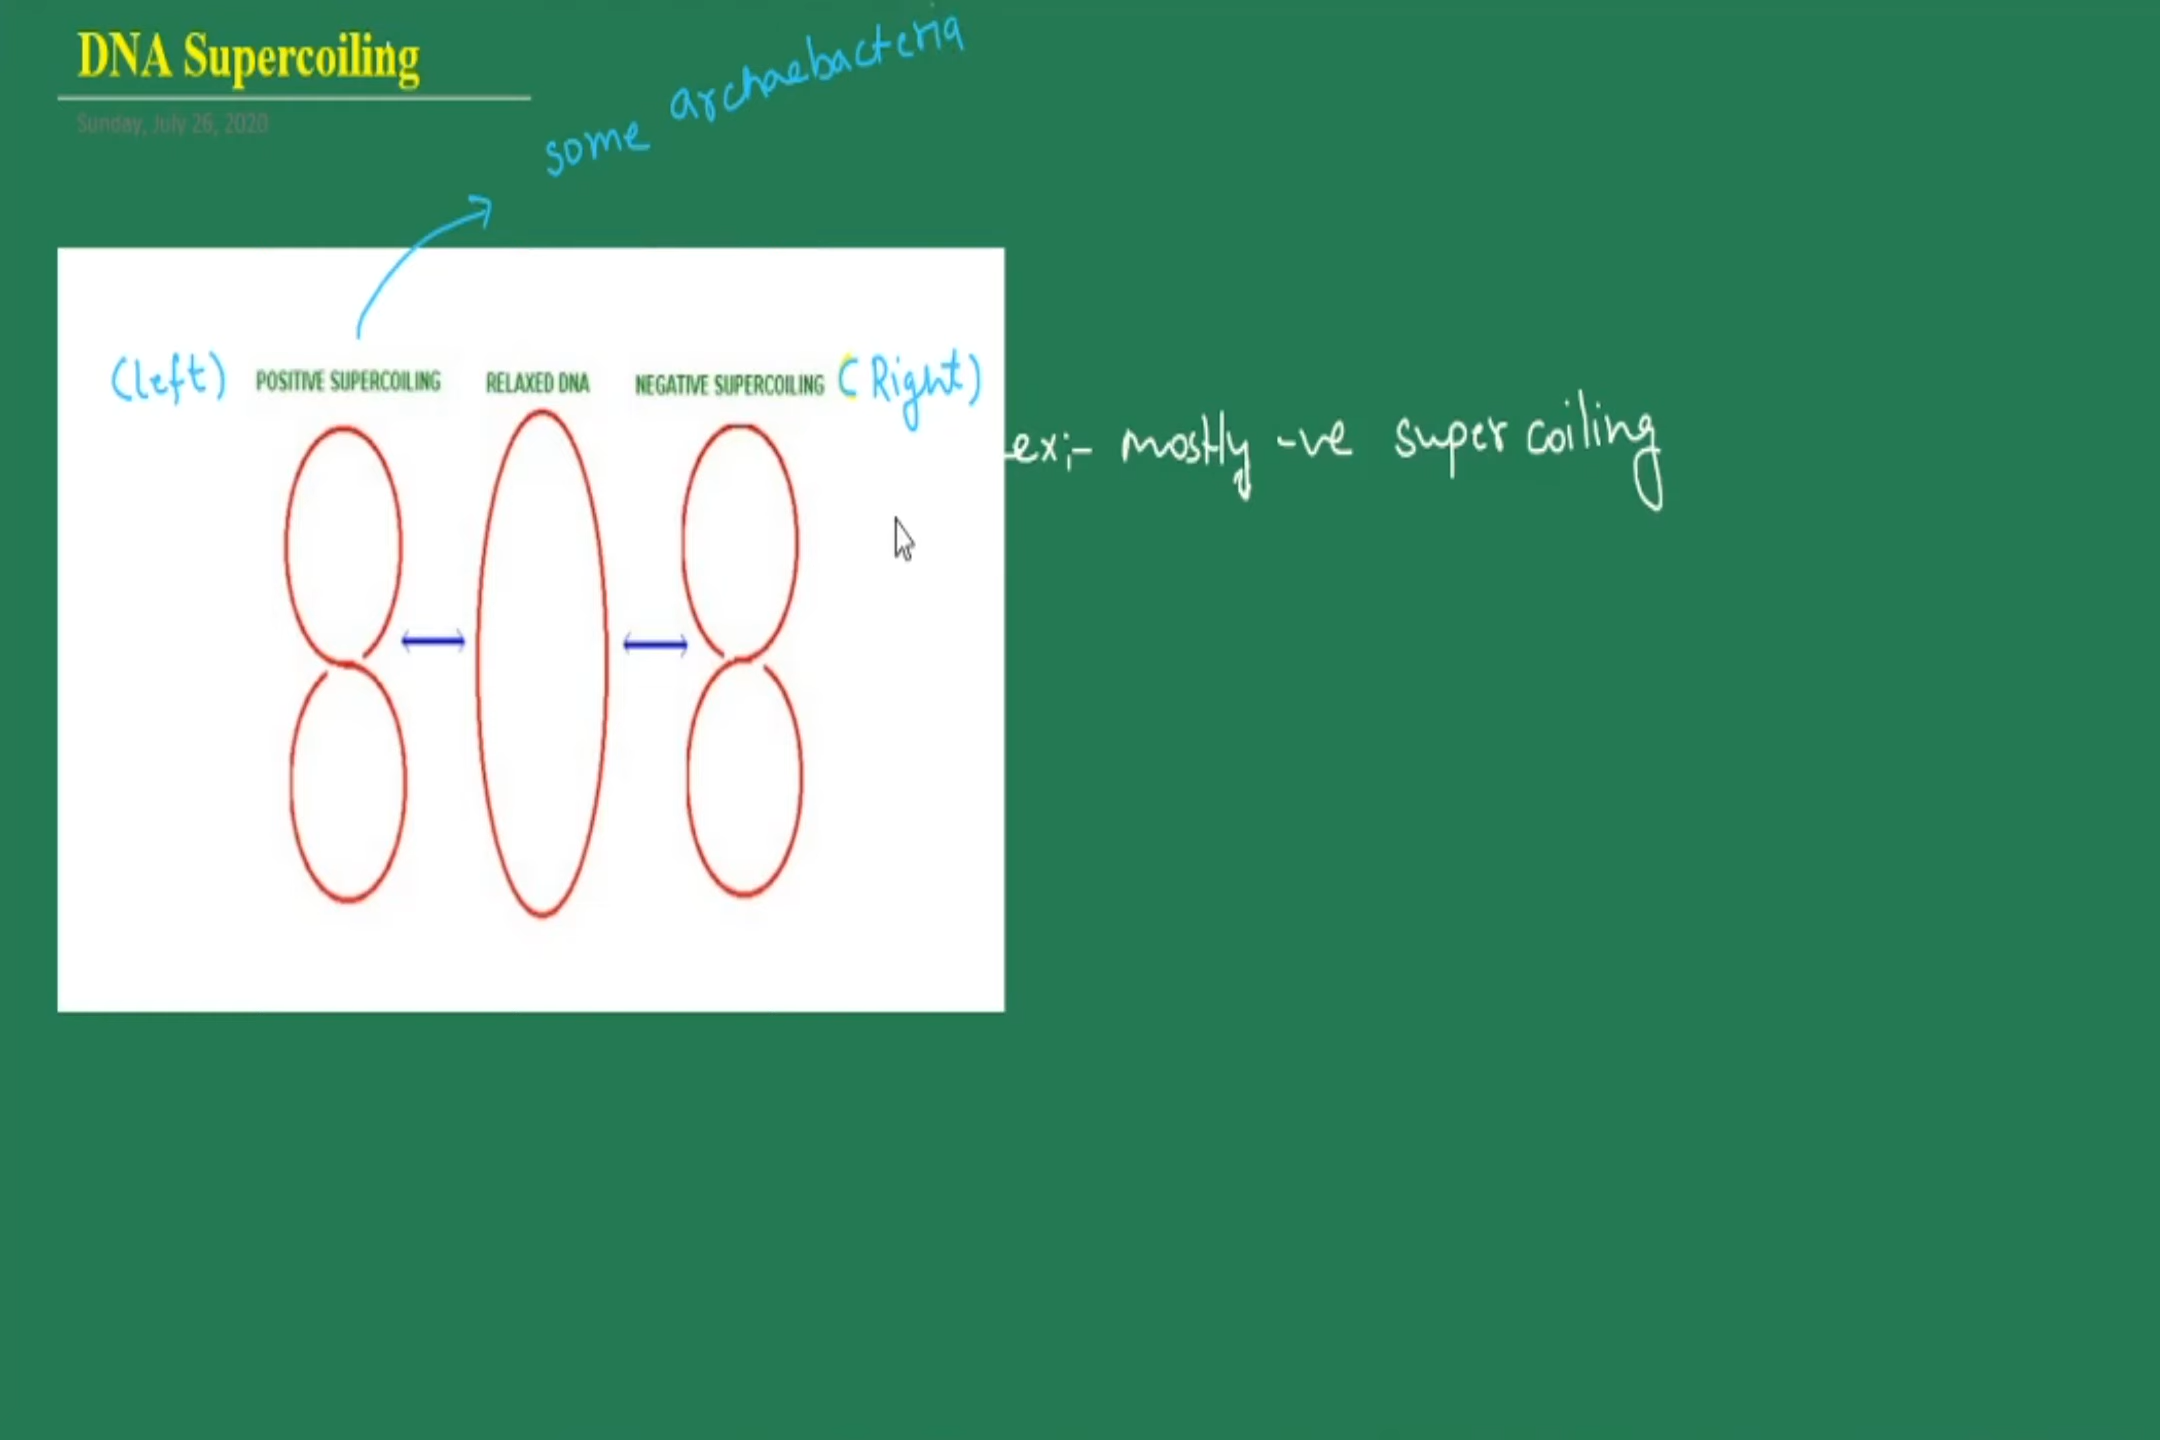 DNA Supercoiling
Sunday, July 26, 2020
some archaebacteria
(left) POSITIVE SUPERCOILING RELAXED DNA NEGATIVE SUPERCOILING (Right)
ex;- mostly -ve super coiling